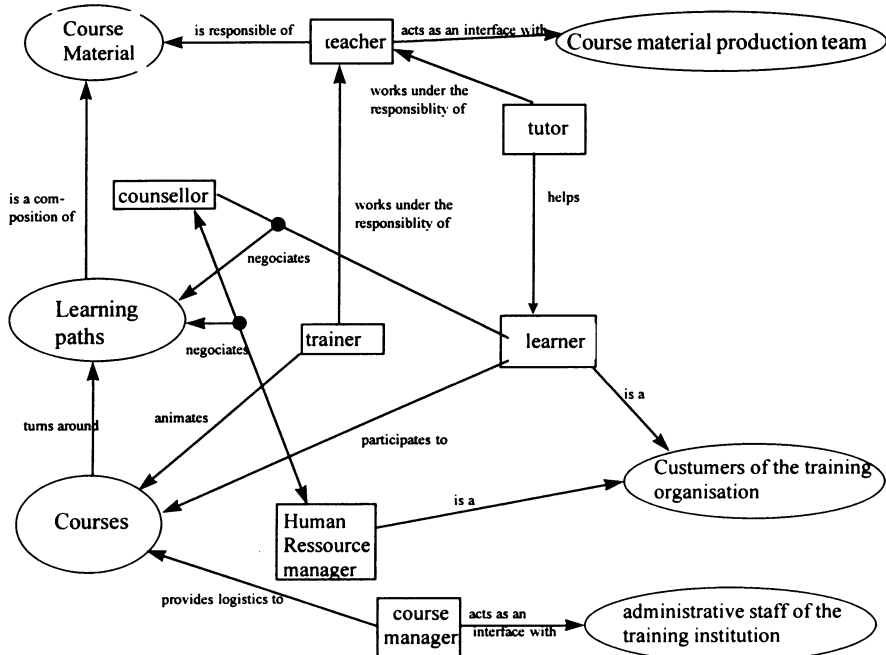 Course
Material
is responsible of
teacher
acts as an interface with
Course material production team
works under the
responsiblity of
tutor
is a com-
position of
counsellor
works under the
responsiblity of
helps
negociates
Learning
paths
negociates
trainer
learner
turns around
animates
participates to
is a
Custumers of the training
organisation
Courses
Human
Ressource
manager
is a
provides logistics to
course
manager
acts as an
interface with
administrative staff of the
training institution